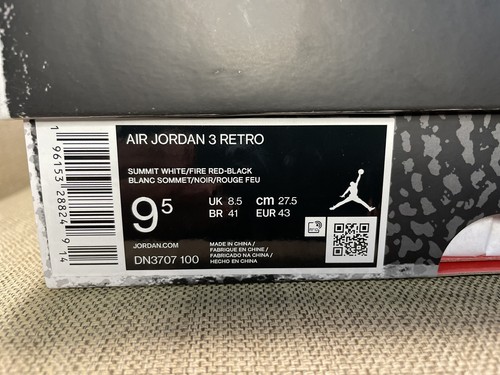 AIR JORDAN 3 RETRO
SUMMIT WHITE/FIRE RED-BLACK
BLANC SOMMET/NOIR/ROUGE FEU
9.5
UK 8.5 cm 27.5
BR 41 EUR 43
JORDAN.COM
DN3707 100
MADE IN CHINA/
FABRIQUE EN CHINE/
FABRICADO NA CHINA/
HECHO EN CHINA
1 96153 28824 9 14